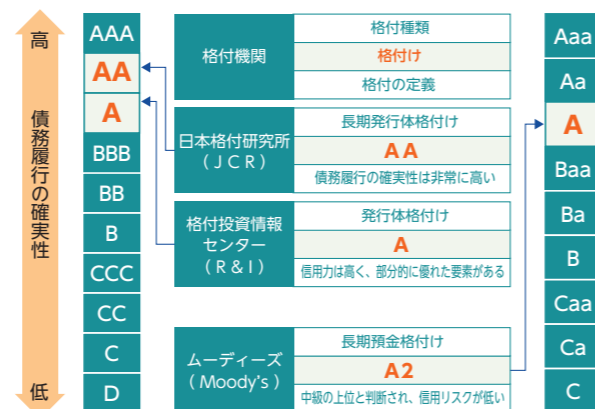 高
債務履行の確実性
低
AAA
AA
A
BBB
BB
B
CCC
CC
C
D
格付機関
格付種類
格付け
格付の定義
日本格付研究所
(JCR)
長期発行体格付け
AA
債務履行の確実性は非常に高い
格付投資情報
センター
(R&I)
発行体格付け
A
信用力は高く、部分的に優れた要素がある
ムーディーズ
(Moody's)
長期預金格付け
A2
中級の上位と判断され、信用リスクが低い
Aaa
Aa
A
Baa
Ba
B
Caa
Ca
C